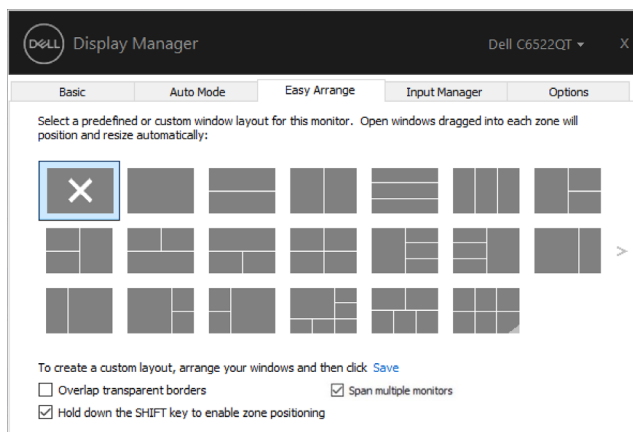 DELL Display Manager Dell C6522QT X
Basic Auto Mode Easy Arrange Input Manager Options
Select a predefined or custom window layout for this monitor. Open windows dragged into each zone will
position and resize automatically:
To create a custom layout, arrange your windows and then click Save
Overlap transparent borders Span multiple monitors
Hold down the SHIFT key to enable zone positioning